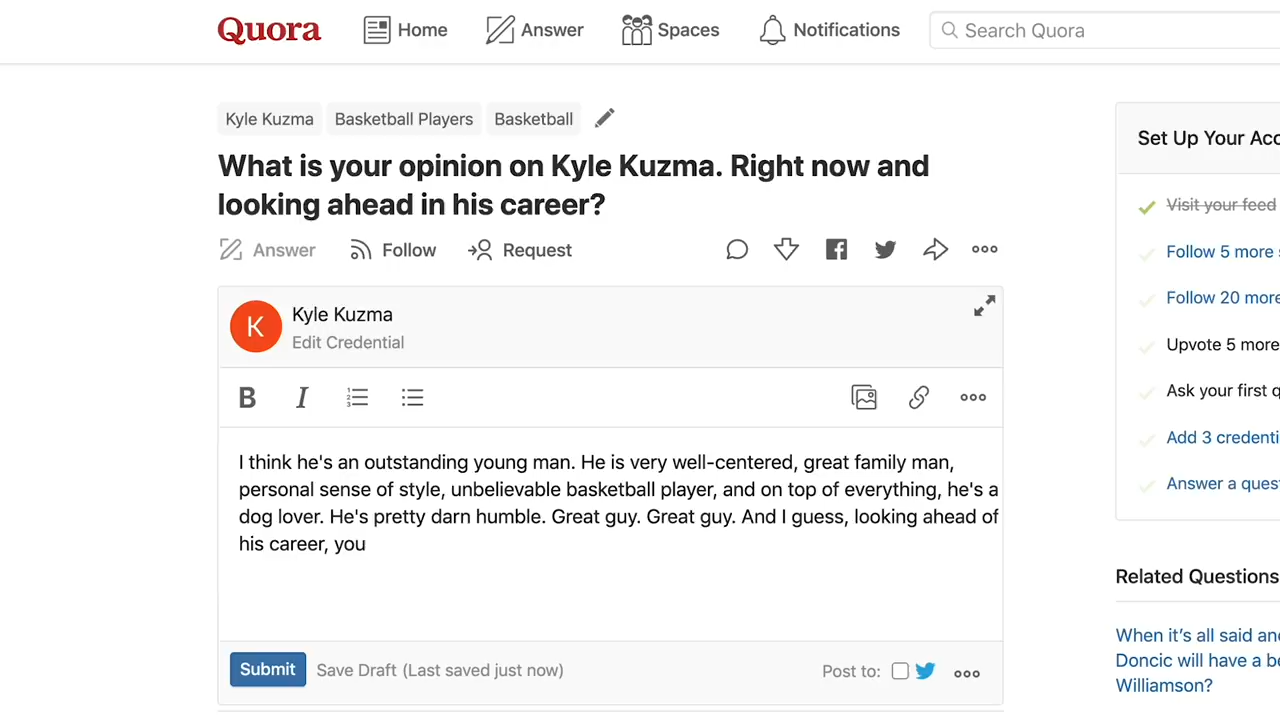 Quora Home Answer Spaces Notifications Search Quora
Kyle Kuzma Basketball Players Basketball
What is your opinion on Kyle Kuzma. Right now and
looking ahead in his career?
Answer Follow Request
K
Kyle Kuzma
Edit Credential
B I
I think he's an outstanding young man. He is very well-centered, great family man,
personal sense of style, unbelievable basketball player, and on top of everything, he's a
dog lover. He's pretty darn humble. Great guy. Great guy. And I guess, looking ahead of
his career, you
Submit Save Draft (Last saved just now) Post to:
Set Up Your Acc
Visit your feed
Follow 5 more
Follow 20 more
Upvote 5 more
Ask your first q
Add 3 credenti
Answer a ques
Related Questions
When it’s all said an
Doncic will have a be
Williamson?